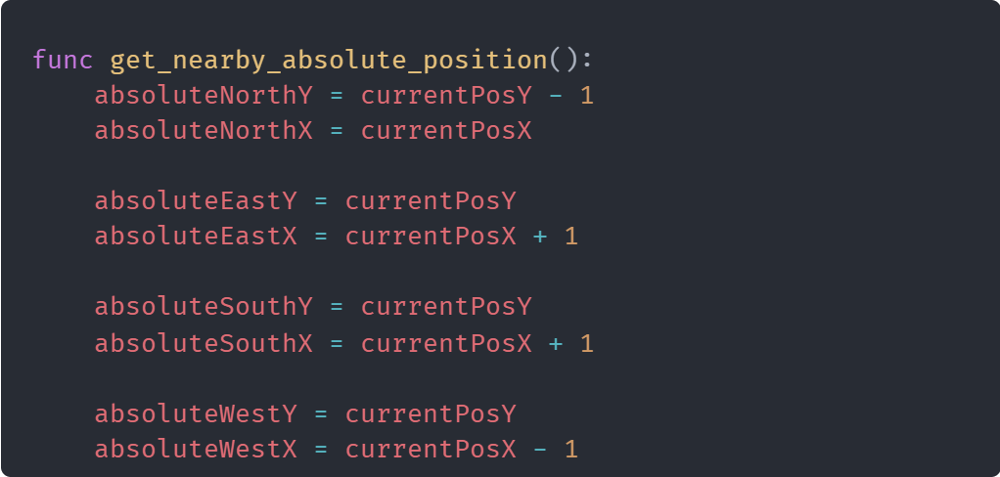 func get_nearby_absolute_position():
    absoluteNorthY = currentPosY - 1
    absoluteNorthX = currentPosX

    absoluteEastY = currentPosY
    absoluteEastX = currentPosX + 1

    absoluteSouthY = currentPosY
    absoluteSouthX = currentPosX + 1

    absoluteWestY = currentPosY
    absoluteWestX = currentPosX - 1